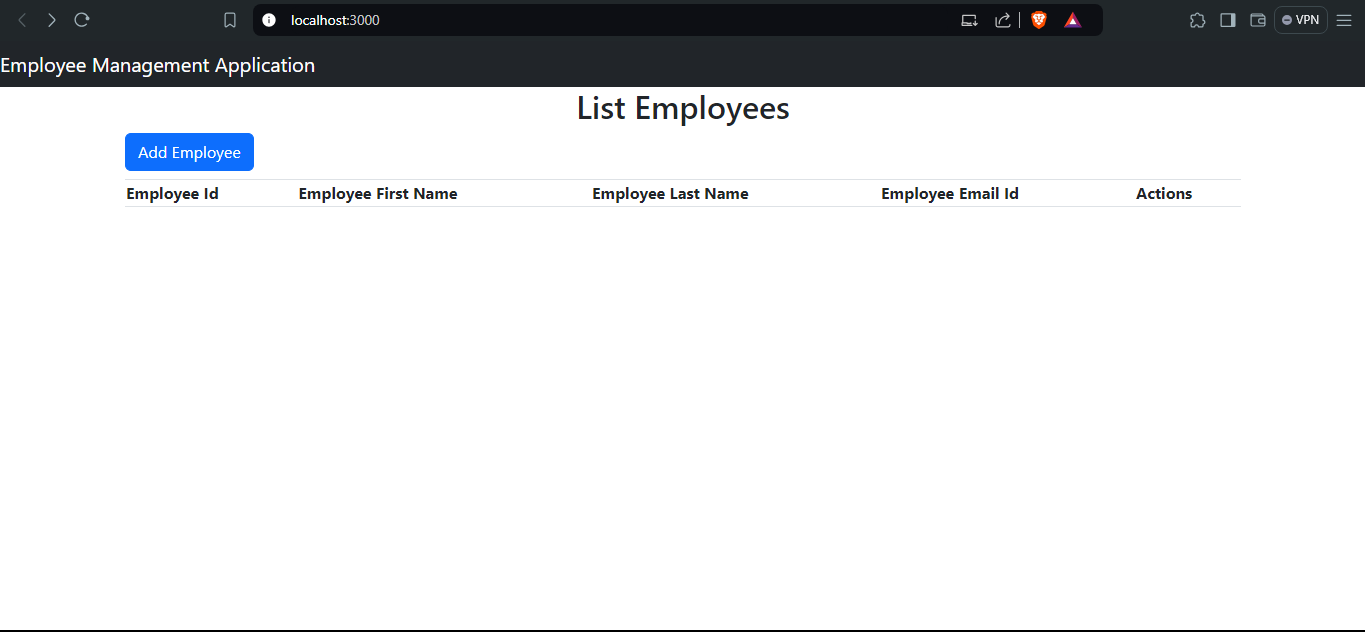 localhost:3000
VPN
Employee Management Application
List Employees
Add Employee
Employee Id Employee First Name Employee Last Name Employee Email Id Actions